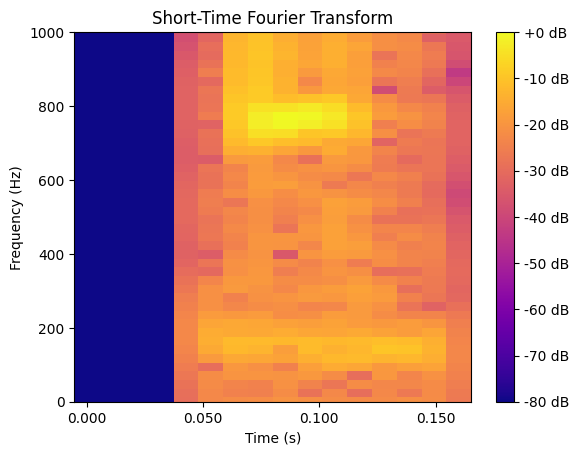 Short-Time Fourier Transform
1000
800
600
400
200
0
Frequency (Hz)
0.000
0.050
0.100
0.150
Time (s)
+0 dB
-10 dB
-20 dB
-30 dB
-40 dB
-50 dB
-60 dB
-70 dB
-80 dB